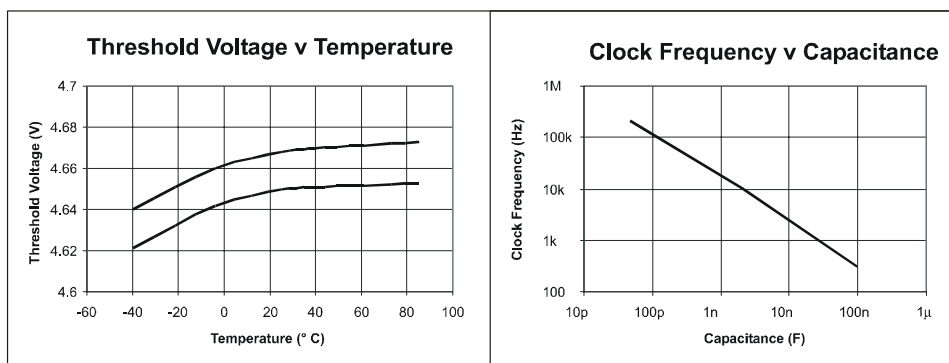 Threshold Voltage v Temperature
4.7
4.68
4.66
4.64
4.62
4.6
Threshold Voltage (V)
-60 -40 -20 0 20 40 60 80 100
Temperature (° C)
Clock Frequency v Capacitance
1M
100k
10k
1k
100
Clock Frequency (Hz)
10p 100p 1n 10n 100n 1µ
Capacitance (F)